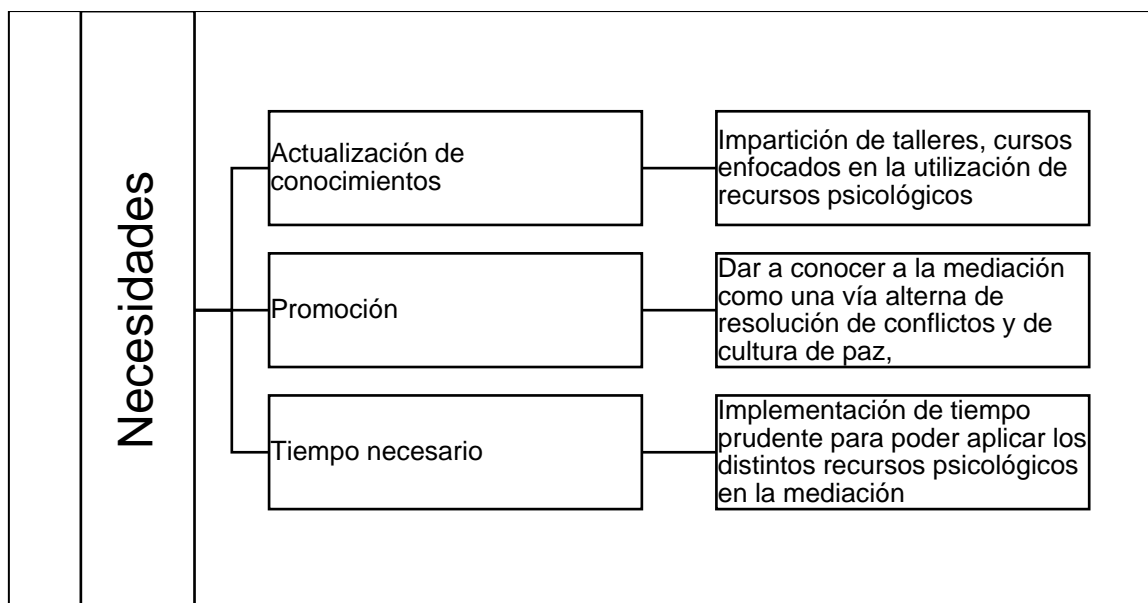 Necesidades
Actualización de
conocimientos
Impartición de talleres, cursos
enfocados en la utilización de
recursos psicológicos
Promoción
Dar a conocer a la mediación
como una vía alterna de
resolución de conflictos y de
cultura de paz,
Tiempo necesario
Implementación de tiempo
prudente para poder aplicar los
distintos recursos psicológicos
en la mediación